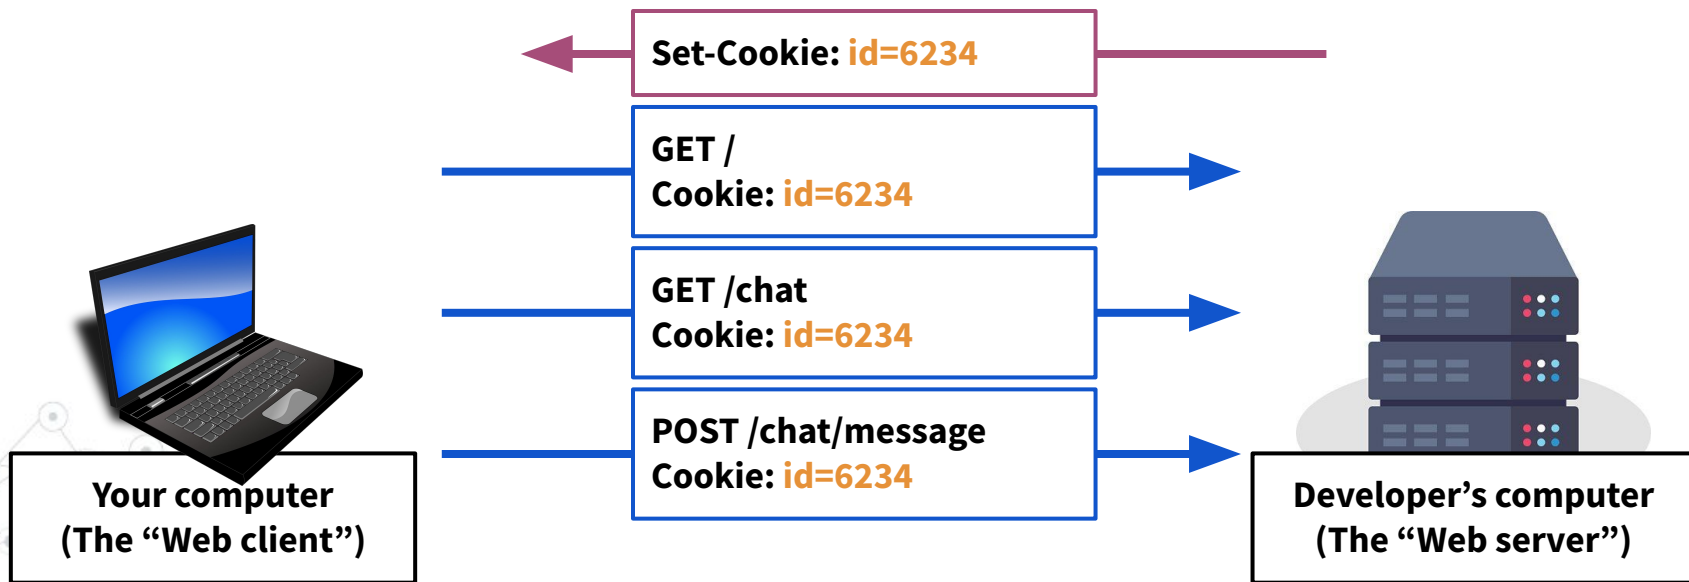 Set-Cookie: id=6234
GET /
Cookie: id=6234
GET /chat
Cookie: id=6234
POST /chat/message
Cookie: id=6234
Your computer
(The “Web client”)
Developer’s computer
(The “Web server”)